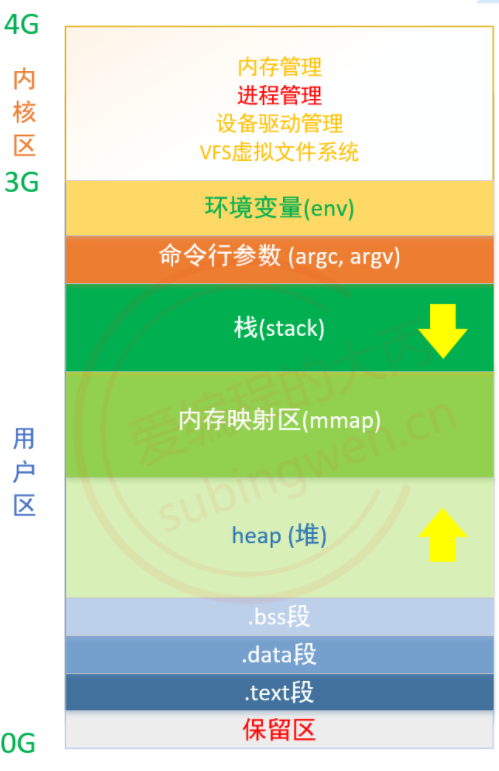 4G
内核区
内存管理
进程管理
设备驱动管理
VFS虚拟文件系统
3G
环境变量(env)
命令行参数 (argc, argv)
栈(stack)
内存映射区(mmap)
用户区
heap (堆)
.bss段
.data段
.text段
保留区
0G
爱编程的大丙
subingwen.cn